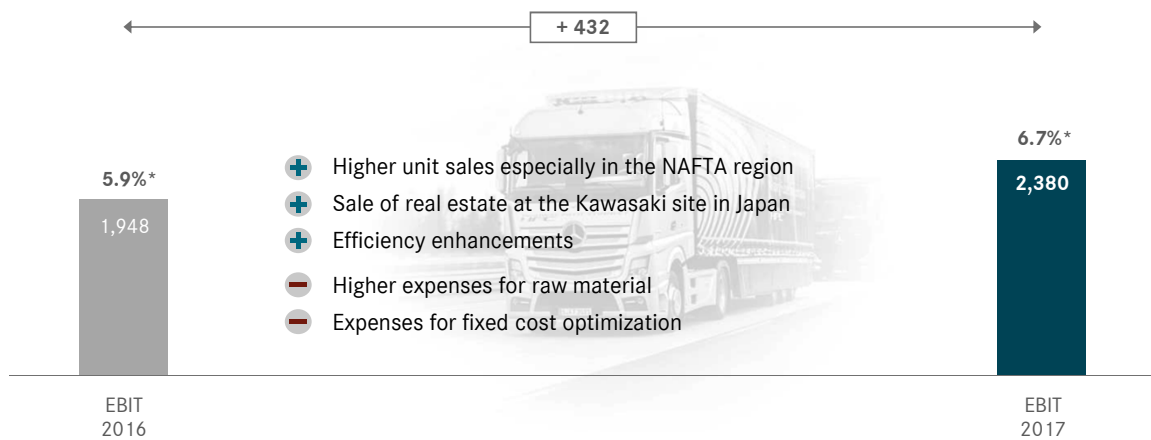 + 432
5.9%*
1,948
Higher unit sales especially in the NAFTA region
Sale of real estate at the Kawasaki site in Japan
Efficiency enhancements
Higher expenses for raw material
Expenses for fixed cost optimization
6.7%*
2,380
EBIT
2016
EBIT
2017